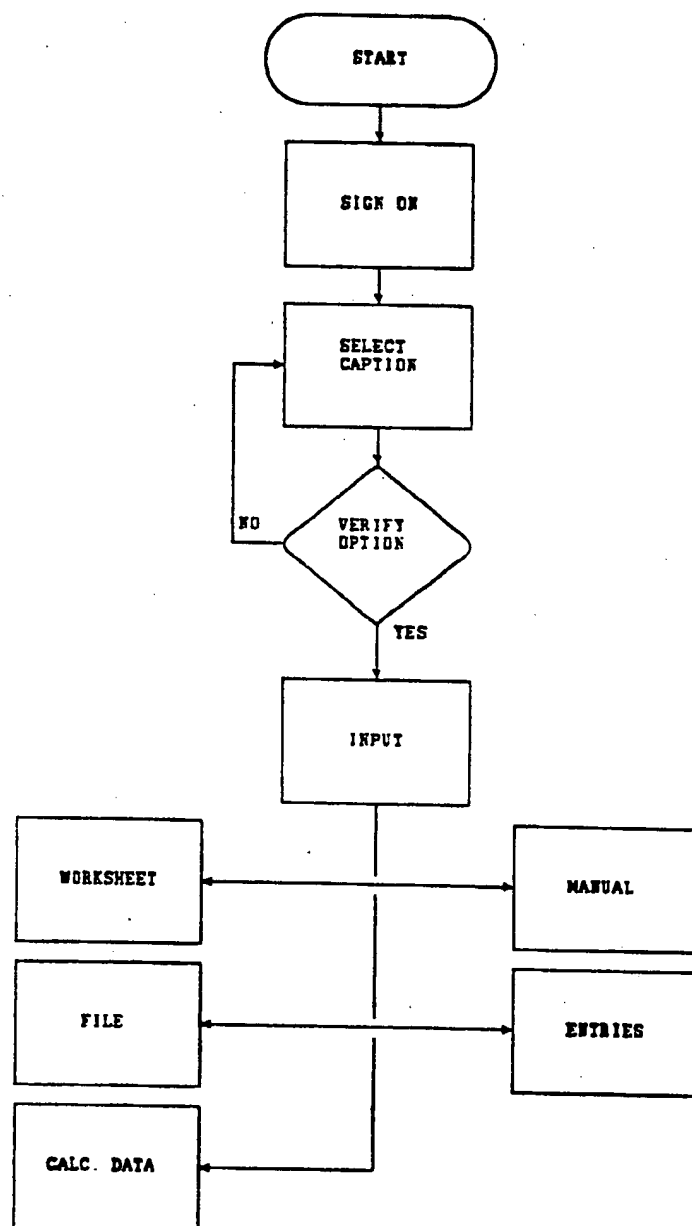 START
SIGN ON
SELECT
CAPTION
NO
VERIFY
OPTION
YES
INPUT
WORKSHEET
MANUAL
FILE
ENTRIES
CALC. DATA